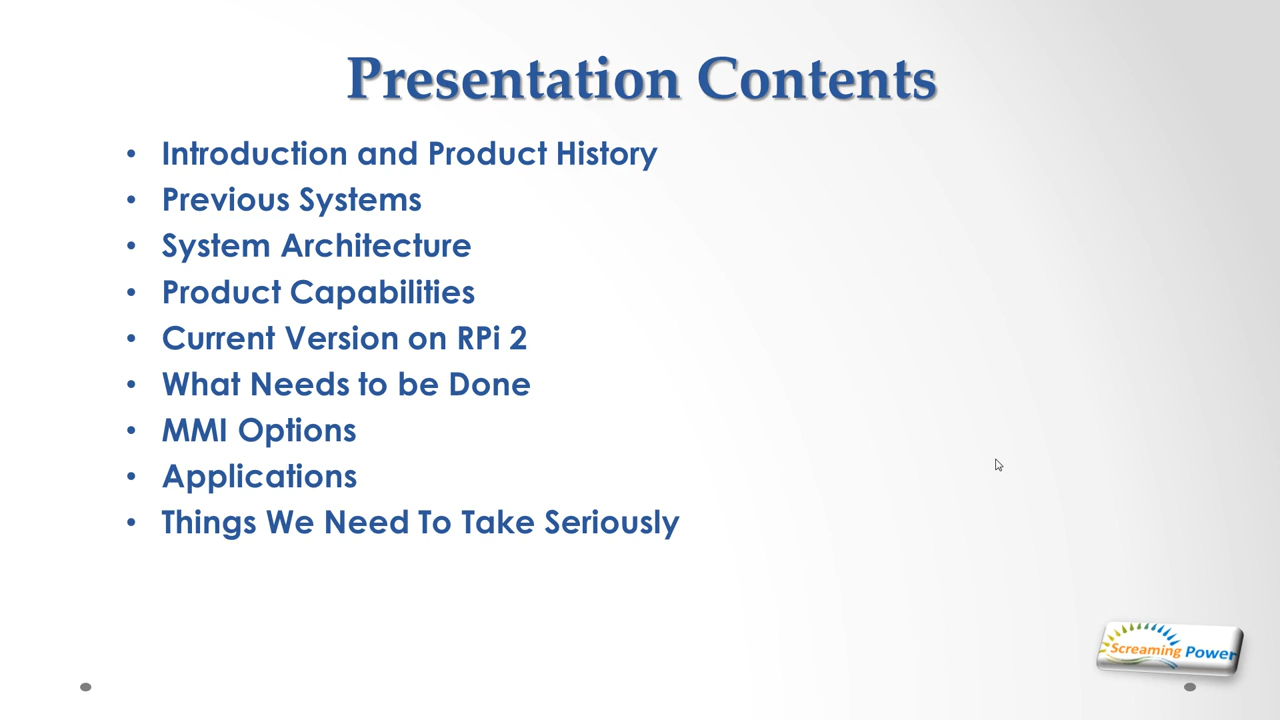 Presentation Contents
• Introduction and Product History
• Previous Systems
• System Architecture
• Product Capabilities
• Current Version on RPi 2
• What Needs to be Done
• MMI Options
• Applications
• Things We Need To Take Seriously
Screaming Power